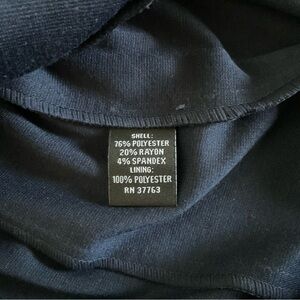 SHELL:
76% POLYESTER
20% RAYON
4% SPANDEX
LINING:
100% POLYESTER
RN 37763